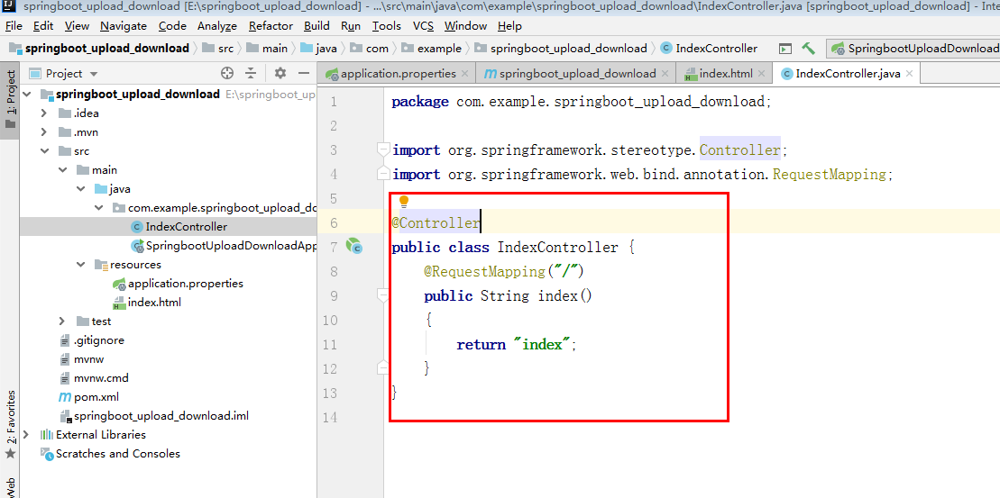 springboot_upload_download [E:\springboot_upload_download] - ...\src\main\java\com\example\springboot_upload_download\IndexController.java [springboot_upload_download] - Inte
File Edit View Navigate Code Analyze Refactor Build Run Tools VCS Window Help
springboot_upload_download src main java com example springboot_upload_download IndexController SpringbootUploadDownload
1: Project
Project
application.properties springboot_upload_download index.html IndexController.java
springboot_upload_download E:\springboot_up
.idea
.mvn
src
main
java
com.example.springboot_upload_do
IndexController
SpringbootUploadDownloadApp
resources
application.properties
index.html
test
.gitignore
mvnw
mvnw.cmd
pom.xml
springboot_upload_download.iml
External Libraries
Scratches and Consoles
2: Favorites
Web
1 package com.example.springboot_upload_download;
2
3 import org.springframework.stereotype.Controller;
4 import org.springframework.web.bind.annotation.RequestMapping;
5
6 @Controller
7 public class IndexController {
8 @RequestMapping("/")
9 public String index()
10 {
11 return "index";
12 }
13 }
14